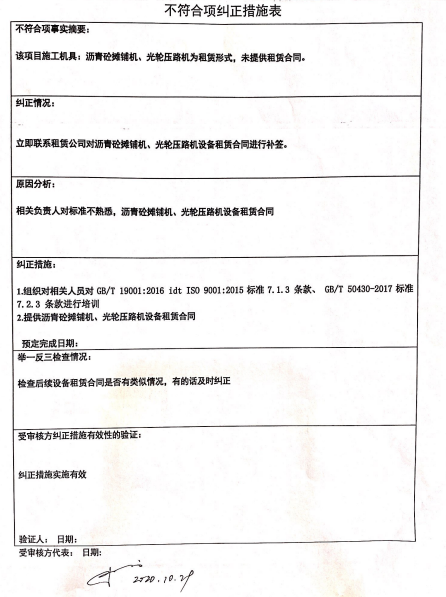 不符合项纠正措施表
不符合项事实摘要：
该项目施工机具：沥青砼摊铺机、光轮压路机为租赁形式，未提供租赁合同。
纠正情况：
立即联系租赁公司对沥青砼摊铺机、光轮压路机设备租赁合同进行补签。
原因分析：
相关负责人对标准不熟悉，沥青砼摊铺机、光轮压路机设备租赁合同
纠正措施：
1.组织对相关人员对 GB/T 19001:2016 idt ISO 9001:2015 标准 7.1.3 条款、 GB/T 50430-2017 标准
7.2.3 条款进行培训
2.提供沥青砼摊铺机、光轮压路机设备租赁合同
预定完成日期：
举一反三检查情况：
检查后续设备租赁合同是否有类似情况，有的话及时纠正
受审核方纠正措施有效性的验证：
纠正措施实施有效
验证人： 日期：
受审核方代表： 日期：
2020.10.29